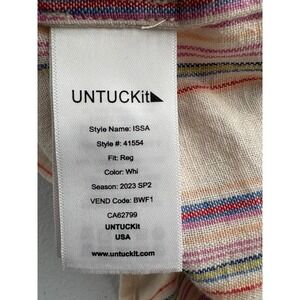 UNTUCKit
Style Name: ISSA
Style #: 41554
Fit: Reg
Color: Whi
Season: 2023 SP2
VEND Code: BWF1
CA62799
UNTUCKit
USA
www.untuckit.com